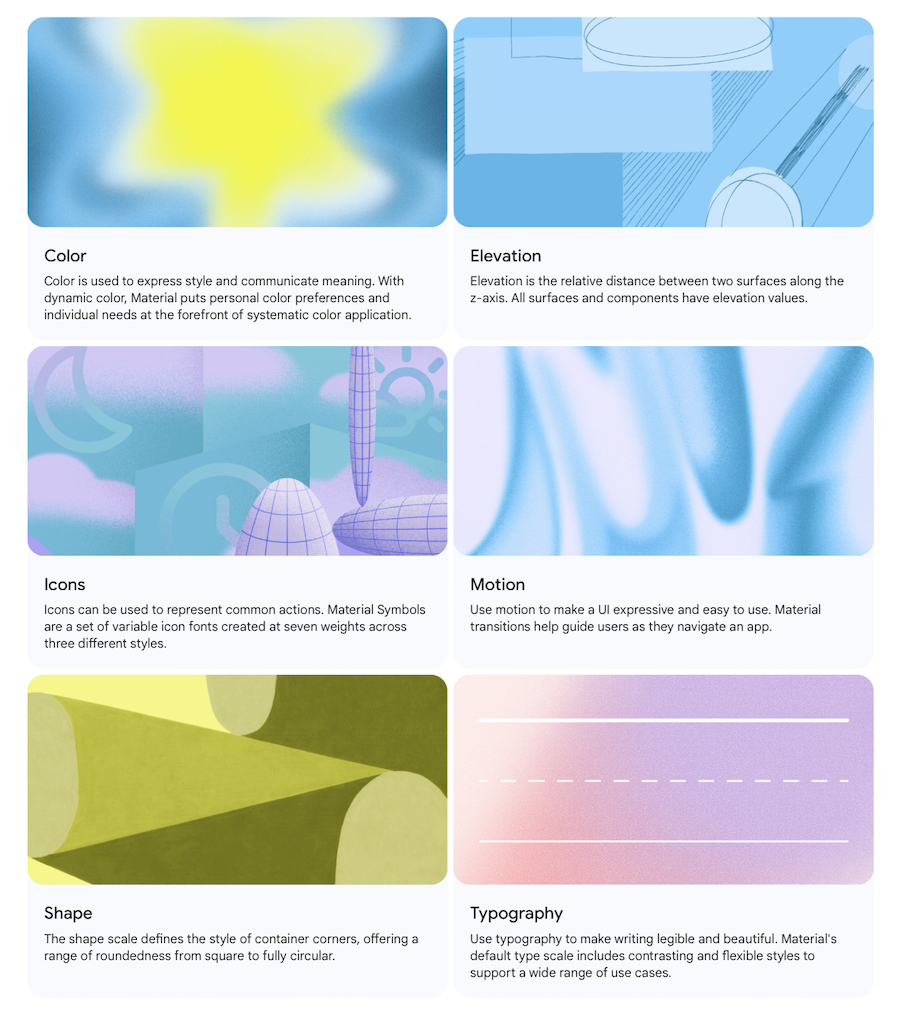 Color
Color is used to express style and communicate meaning. With
dynamic color, Material puts personal color preferences and
individual needs at the forefront of systematic color application.
Elevation
Elevation is the relative distance between two surfaces along the
z-axis. All surfaces and components have elevation values.
Icons
Icons can be used to represent common actions. Material Symbols
are a set of variable icon fonts created at seven weights across
three different styles.
Motion
Use motion to make a UI expressive and easy to use. Material
transitions help guide users as they navigate an app.
Shape
The shape scale defines the style of container corners, offering a
range of roundedness from square to fully circular.
Typography
Use typography to make writing legible and beautiful. Material's
default type scale includes contrasting and flexible styles to
support a wide range of use cases.